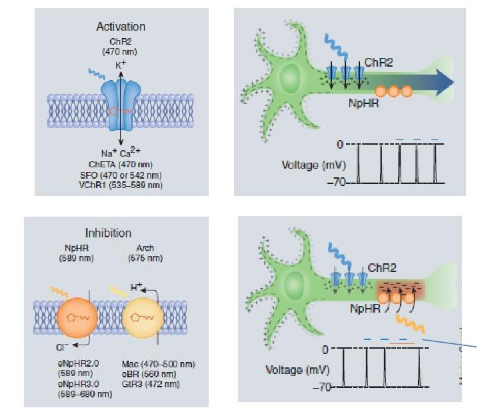 Activation
ChR2
(470 nm)
K+
Na+ Ca2+
ChETA (470 nm)
SFO (470 or 542 nm)
VChR1 (535–589 nm)
ChR2
NpHR
0
Voltage (mV)
–70
Inhibition
NpHR
(589 nm)
Arch
(575 nm)
H+
Cl–
eNpHR2.0
(589 nm)
eNpHR3.0
(589–680 nm)
Mac (470–500 nm)
eBR (560 nm)
GtR3 (472 nm)
ChR2
NpHR
0
Voltage (mV)
–70